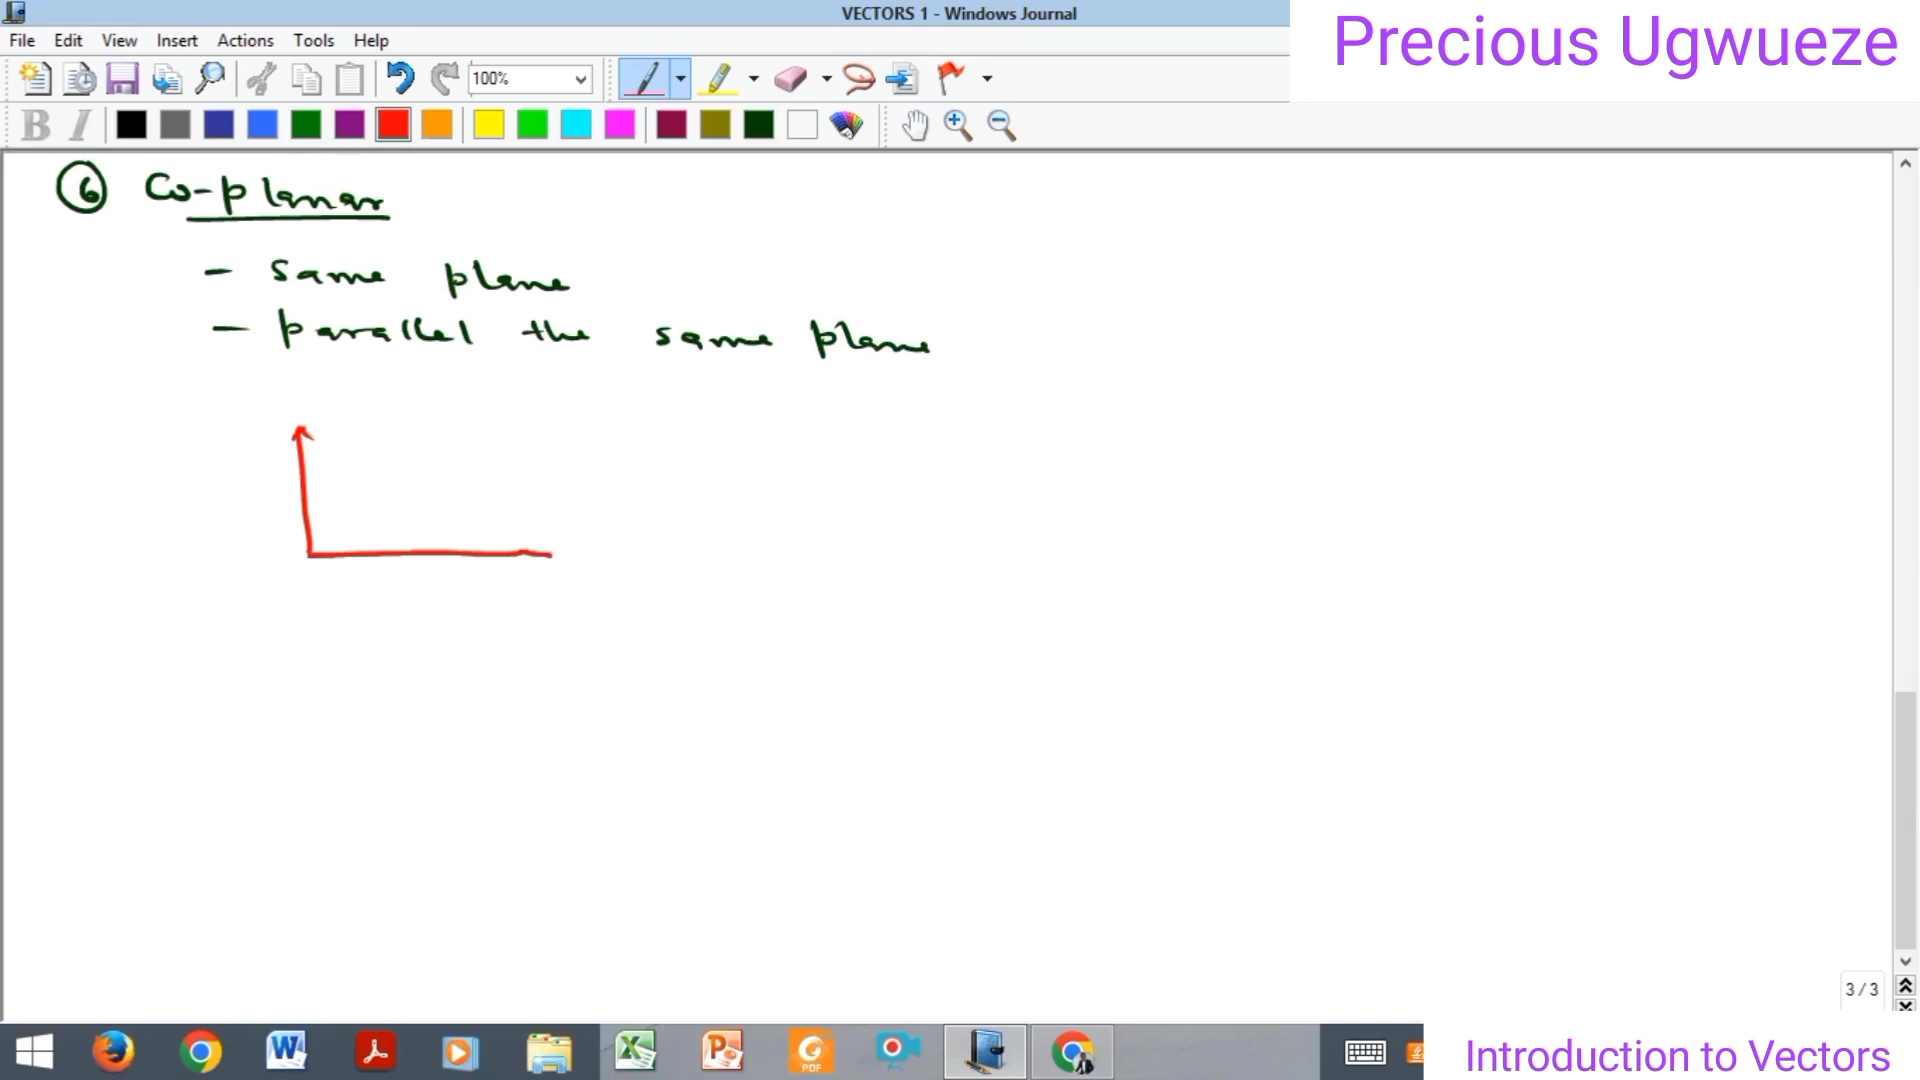 VECTORS 1 - Windows Journal
Precious Ugwueze
File Edit View Insert Actions Tools Help
100%
B I
6 Co-planar
- same plane
- parallel the same plane
3 / 3
PDF
Introduction to Vectors